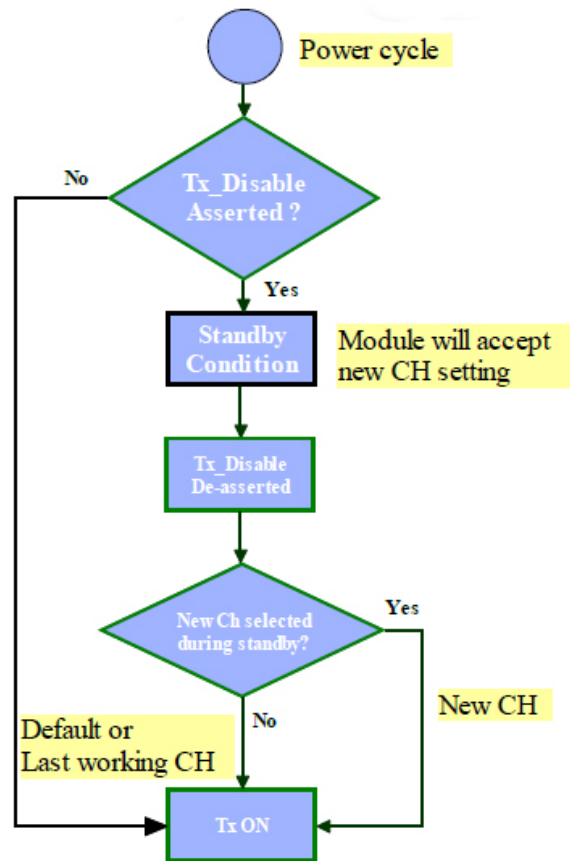 Power cycle
No
Tx_Disable
Asserted ?
Yes
Standby
Condition
Module will accept
new CH setting
Tx_Disable
De-asserted
New Ch selected
during standby?
Yes
No
New CH
Default or
Last working CH
Tx ON